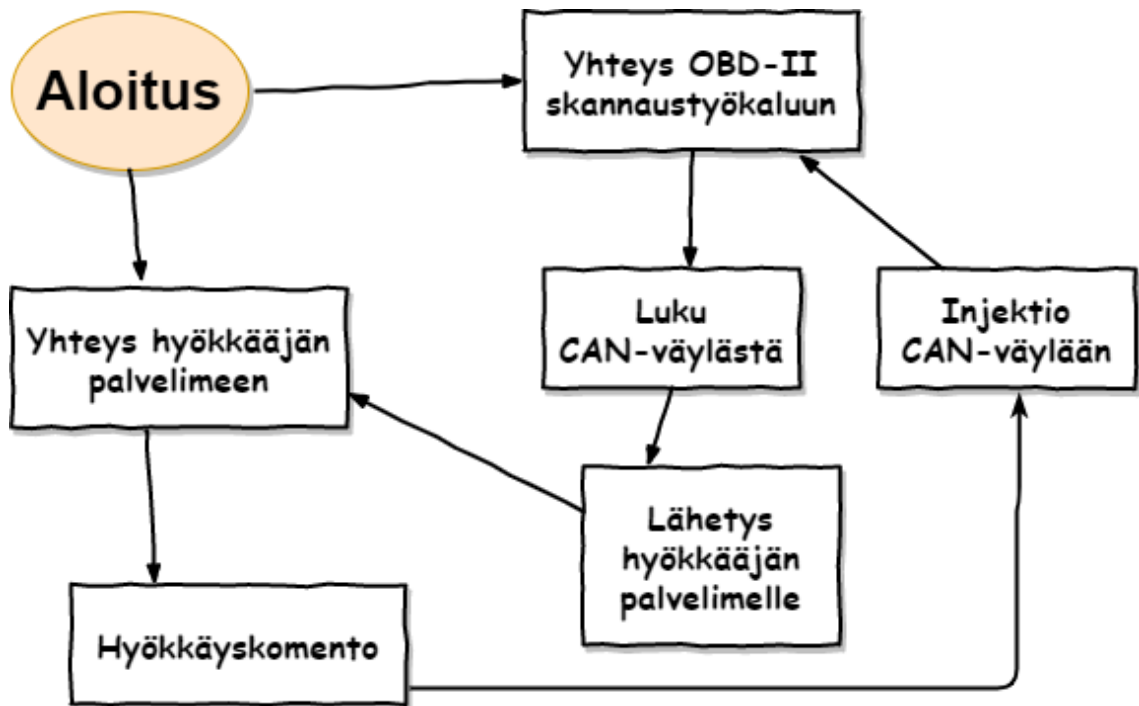 Aloitus
Yhteys OBD-II
skannaustyökaluun
Yhteys hyökkääjän
palvelimeen
Luku
CAN-väylästä
Injektio
CAN-väylään
Lähetys
hyökkääjän
palvelimelle
Hyökkäyskomento